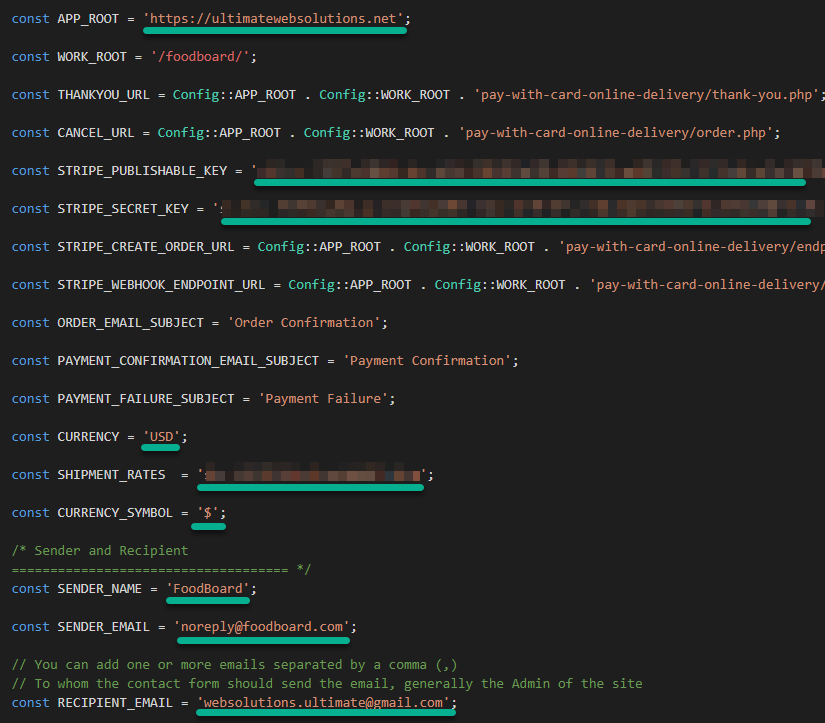 const APP_ROOT = 'https://ultimatewebsolutions.net';
const WORK_ROOT = '/foodboard/';
const THANKYOU_URL = Config::APP_ROOT . Config::WORK_ROOT . 'pay-with-card-online-delivery/thank-you.php';
const CANCEL_URL = Config::APP_ROOT . Config::WORK_ROOT . 'pay-with-card-online-delivery/order.php';
const STRIPE_PUBLISHABLE_KEY = '
const STRIPE_SECRET_KEY = '
const STRIPE_CREATE_ORDER_URL = Config::APP_ROOT . Config::WORK_ROOT . 'pay-with-card-online-delivery/endp
const STRIPE_WEBHOOK_ENDPOINT_URL = Config::APP_ROOT . Config::WORK_ROOT . 'pay-with-card-online-delivery/
const ORDER_EMAIL_SUBJECT = 'Order Confirmation';
const PAYMENT_CONFIRMATION_EMAIL_SUBJECT = 'Payment Confirmation';
const PAYMENT_FAILURE_SUBJECT = 'Payment Failure';
const CURRENCY = 'USD';
const SHIPMENT_RATES = ' ';
const CURRENCY_SYMBOL = '$';
/* Sender and Recipient
==================================== */
const SENDER_NAME = 'FoodBoard';
const SENDER_EMAIL = 'noreply@foodboard.com';
// You can add one or more emails separated by a comma (,)
// To whom the contact form should send the email, generally the Admin of the site
const RECIPIENT_EMAIL = 'websolutions.ultimate@gmail.com';